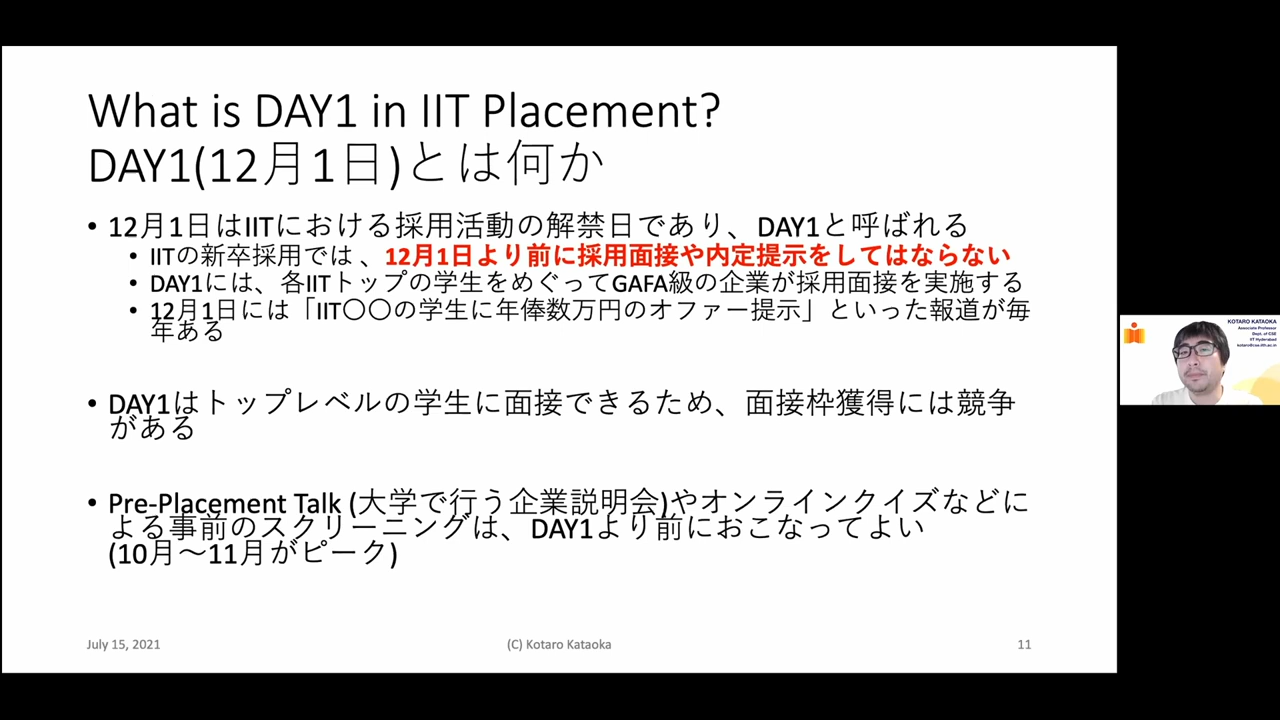 What is DAY1 in IIT Placement?
DAY1(12月1日)とは何か
• 12月1日はIITにおける採用活動の解禁日であり、DAY1と呼ばれる
• IITの新卒採用では 、12月1日より前に採用面接や内定提示をしてはならない
• DAY1には、各IITトップの学生をめぐってGAFA級の企業が採用面接を実施する
• 12月1日には「IIT〇〇の学生に年俸数万円のオファー提示」といった報道が毎
年ある
• DAY1はトップレベルの学生に面接できるため、面接枠獲得には競争
がある
• Pre-Placement Talk (大学で行う企業説明会)やオンラインクイズなどに
よる事前のスクリーニングは、DAY1より前におこなってよい
(10月〜11月がピーク)
July 15, 2021
(C) Kotaro Kataoka
11
KOTARO KATAOKA
Associate Professor
Dept. of CSE
IIT Hyderabad
kotaro@cse.iith.ac.in